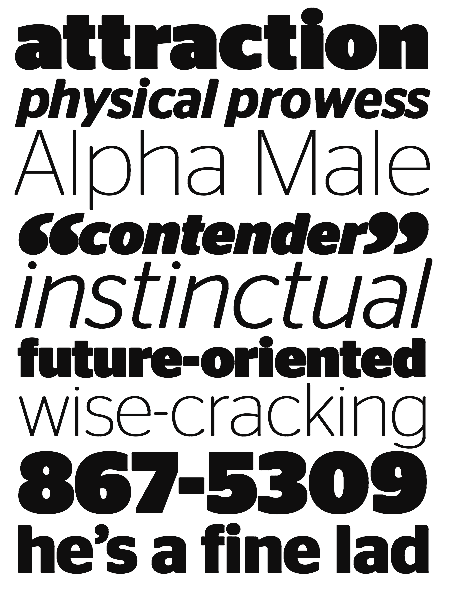 attraction
physical prowess
Alpha Male
“contender”
instinctual
future-oriented
wise-cracking
867-5309
he’s a fine lad